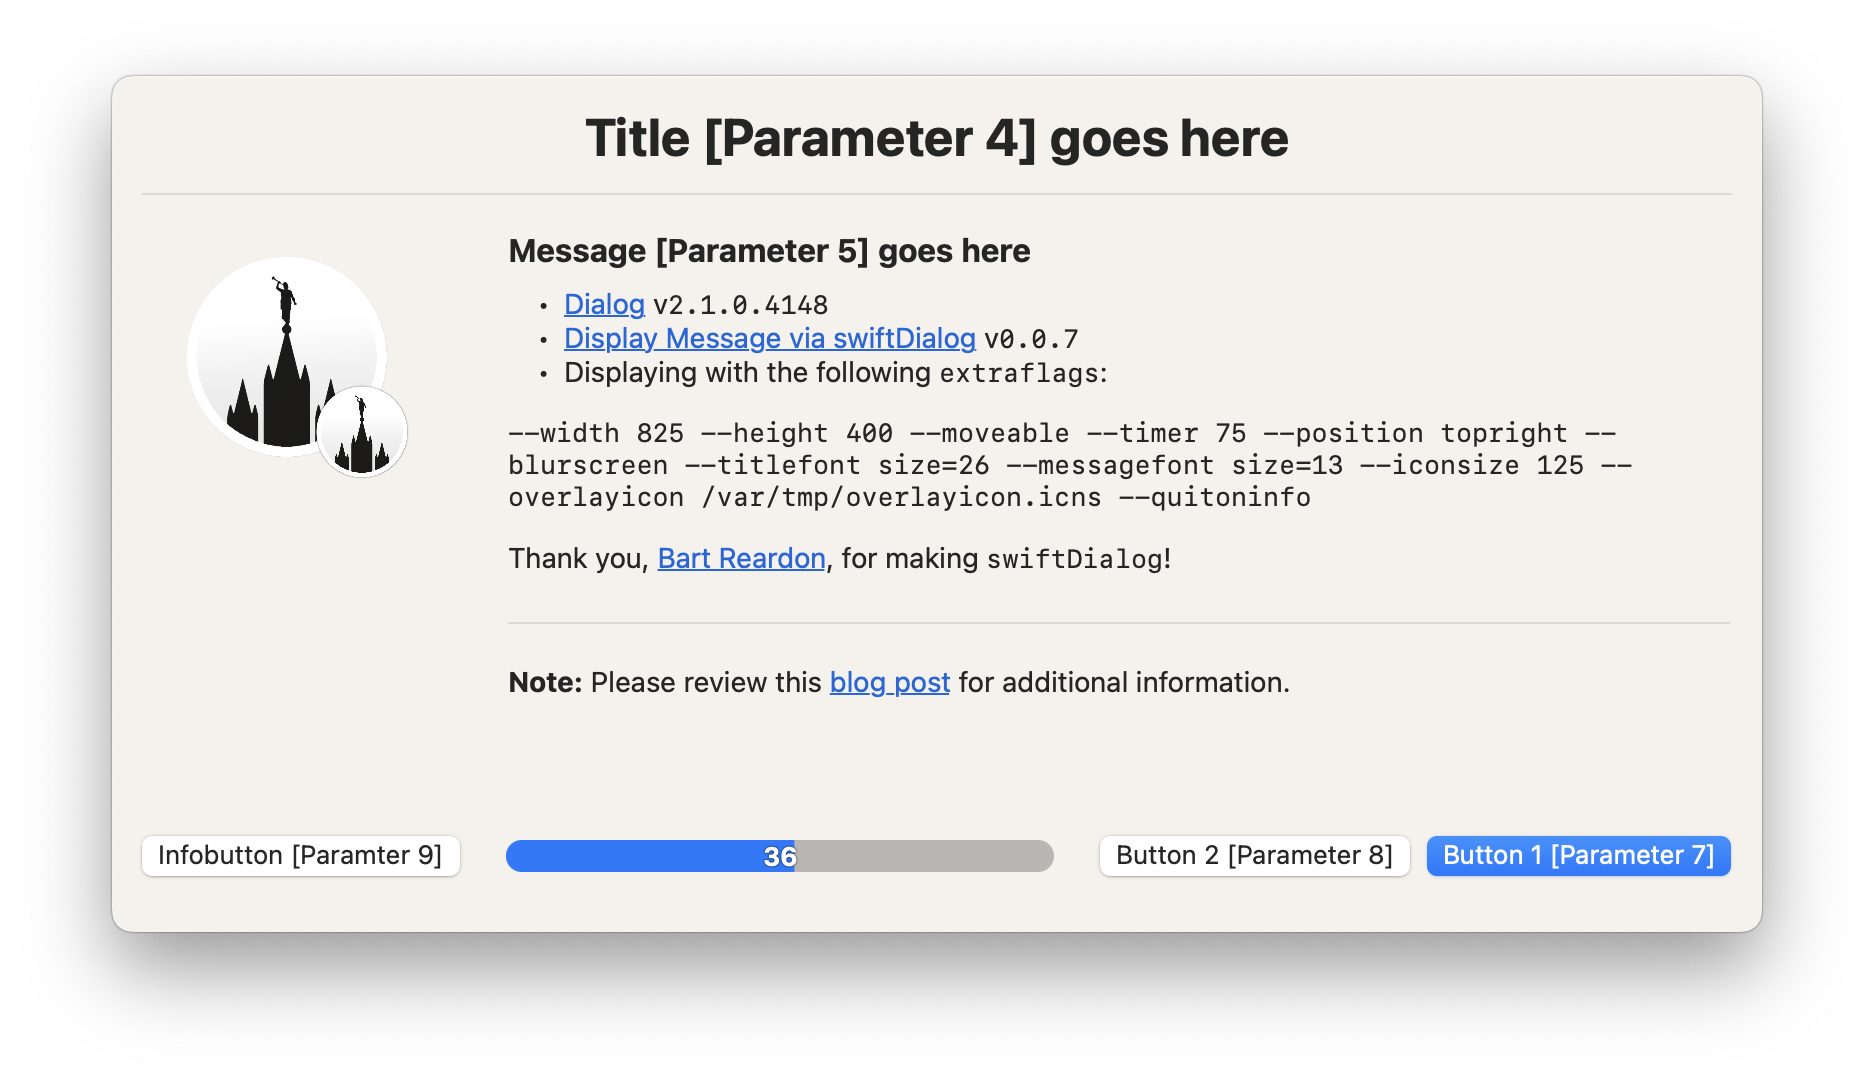 Title [Parameter 4] goes here
Message [Parameter 5] goes here
• Dialog v2.1.0.4148
• Display Message via swiftDialog v0.0.7
• Displaying with the following extraflags:
--width 825 --height 400 --moveable --timer 75 --position topright --
blurscreen --titlefont size=26 --messagefont size=13 --iconsize 125 --
overlayicon /var/tmp/overlayicon.icns --quitoninfo
Thank you, Bart Reardon, for making swiftDialog!
Note: Please review this blog post for additional information.
Infobutton [Paramter 9]
36
Button 2 [Parameter 8]
Button 1 [Parameter 7]